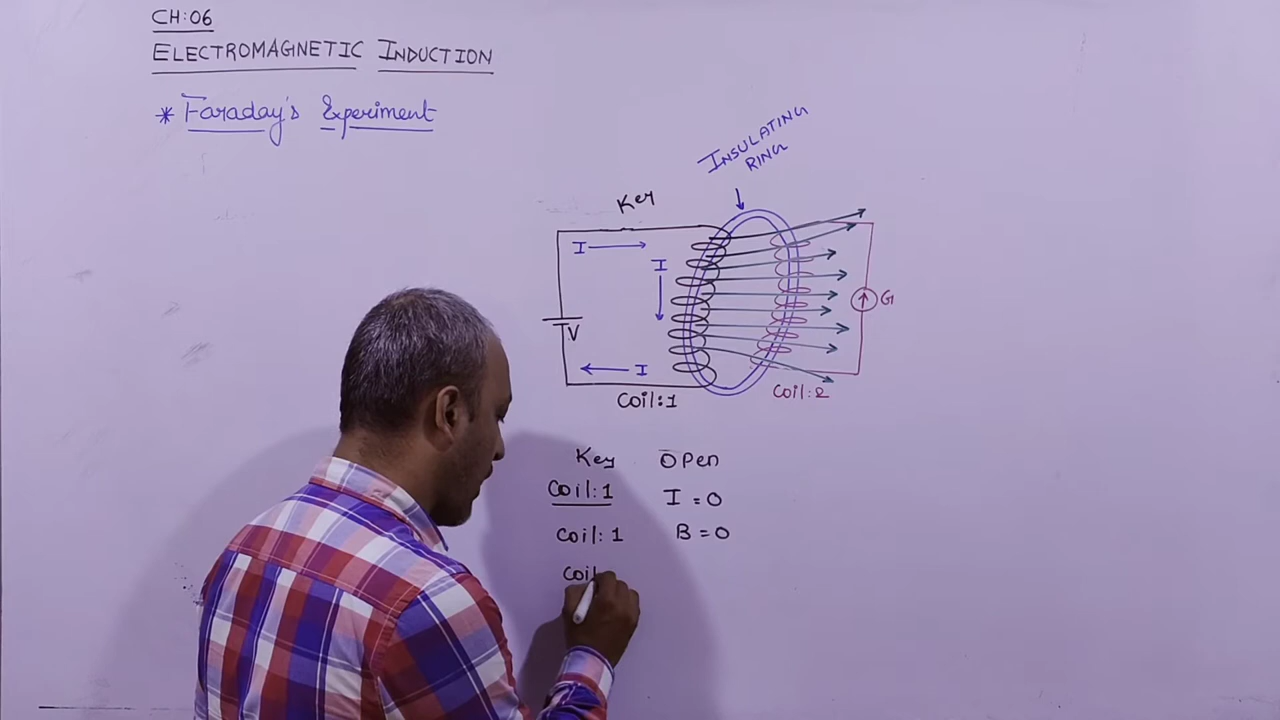 CH:06
ELECTROMAGNETIC INDUCTION
* Faraday's Experiment
INSULATING
RING
Key
I
I
V
G
I
Coil:1
Coil:2
Key Open
Coil:1 I = 0
Coil:1 B = 0
Coil